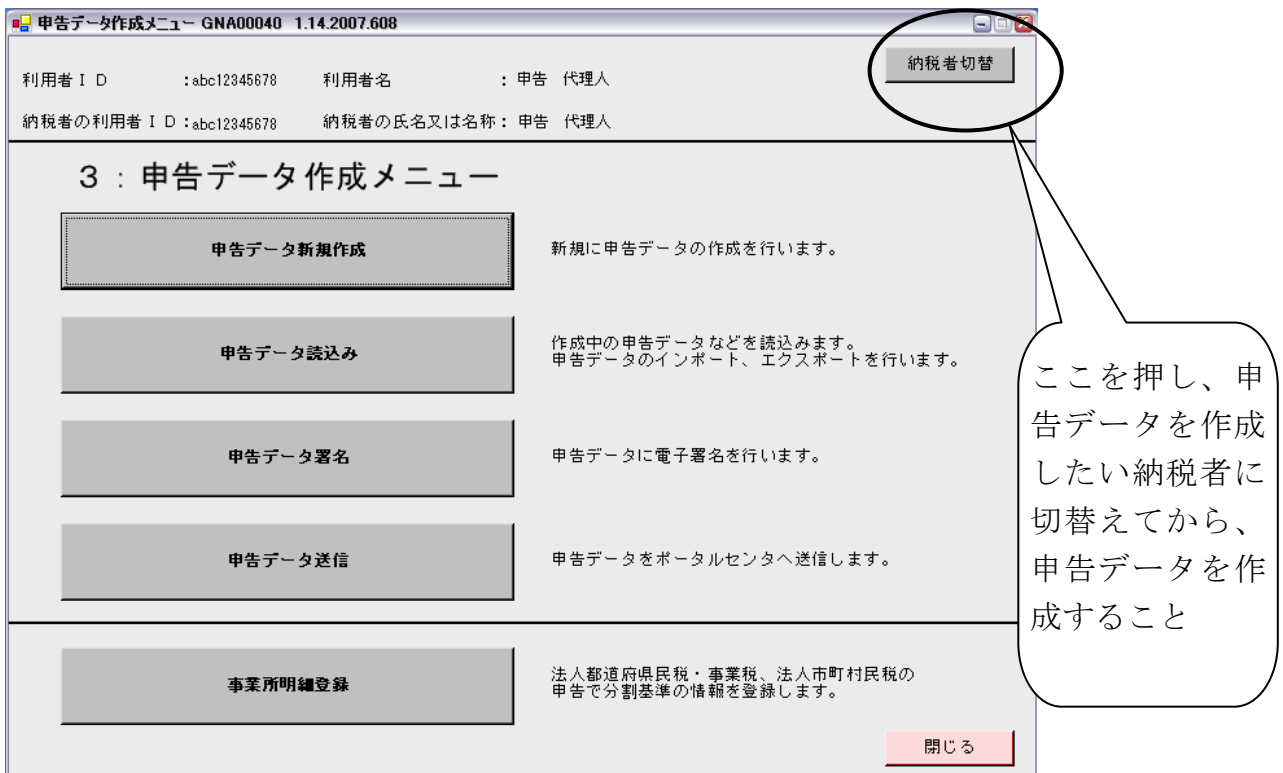 申告データ作成メニュー GNA00040 1.14.2007.608
納税者切替
利用者ＩＤ :abc12345678 利用者名 : 申告 代理人
納税者の利用者ＩＤ:abc12345678 納税者の氏名又は名称: 申告 代理人
３：申告データ作成メニュー
申告データ新規作成
新規に申告データの作成を行います。
申告データ読込み
作成中の申告データなどを読込みます。
申告データのインポート、エクスポートを行います。
申告データ署名
申告データに電子署名を行います。
申告データ送信
申告データをポータルセンタへ送信します。
事業所明細登録
法人都道府県民税・事業税、法人市町村民税の
申告で分割基準の情報を登録します。
閉じる
ここを押し、申
告データを作成
したい納税者に
切替えてから、
申告データを作
成すること